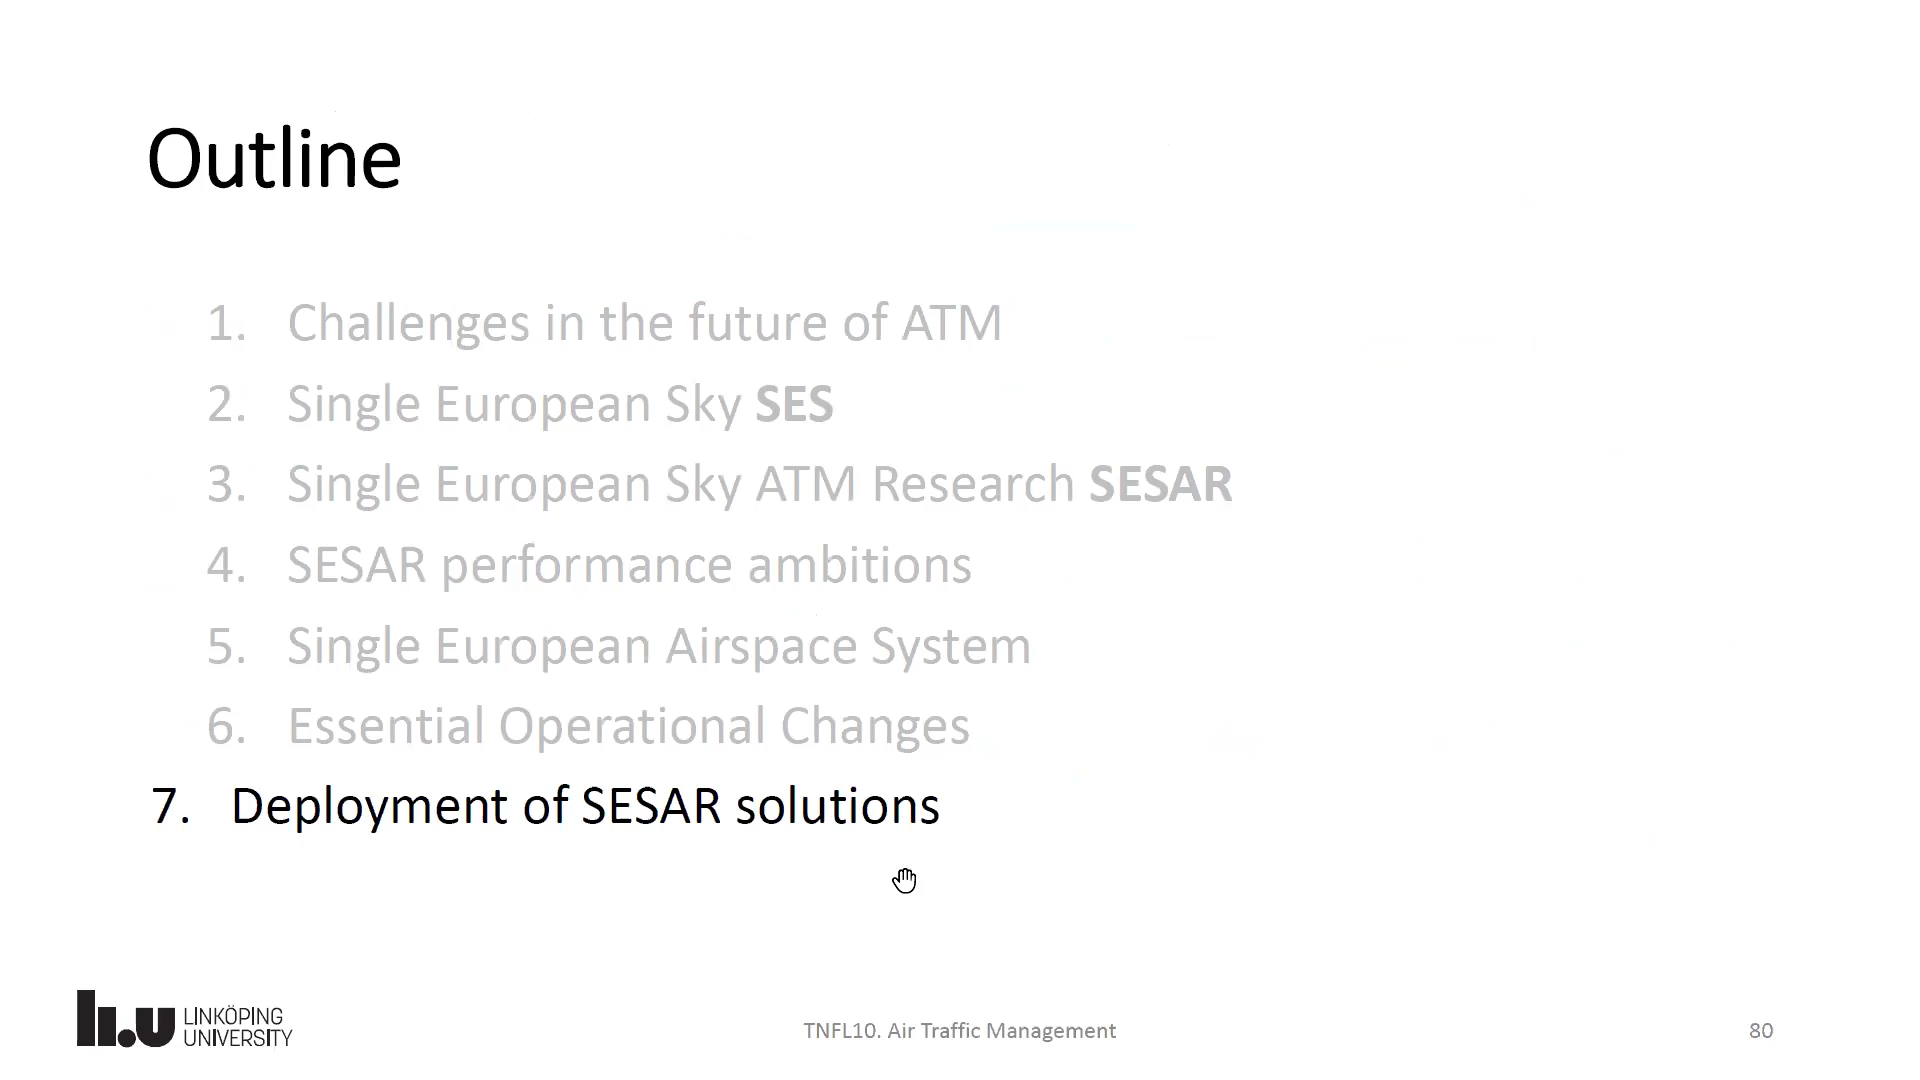 Outline
1. Challenges in the future of ATM
2. Single European Sky SES
3. Single European Sky ATM Research SESAR
4. SESAR performance ambitions
5. Single European Airspace System
6. Essential Operational Changes
7. Deployment of SESAR solutions
li.u LINKÖPING
UNIVERSITY
TNFL10. Air Traffic Management
80